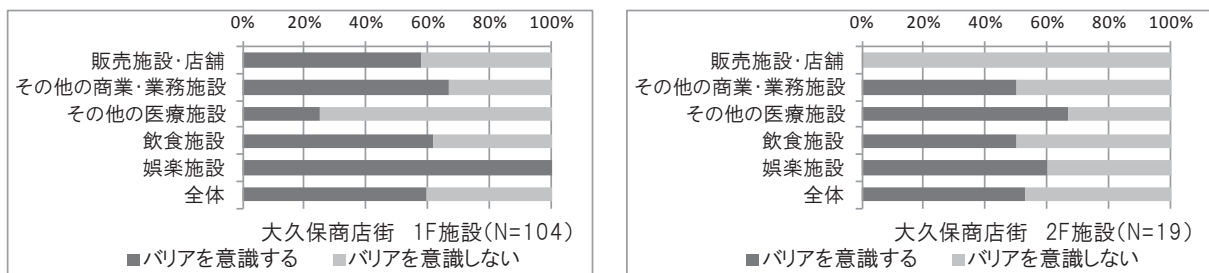 0% 20% 40% 60% 80% 100%
販売施設・店舗
その他の商業・業務施設
その他の医療施設
飲食施設
娯楽施設
全体
大久保商店街 1F施設(N=104)
■バリアを意識する ■バリアを意識しない
0% 20% 40% 60% 80% 100%
販売施設・店舗
その他の商業・業務施設
その他の医療施設
飲食施設
娯楽施設
全体
大久保商店街 2F施設(N=19)
■バリアを意識する ■バリアを意識しない